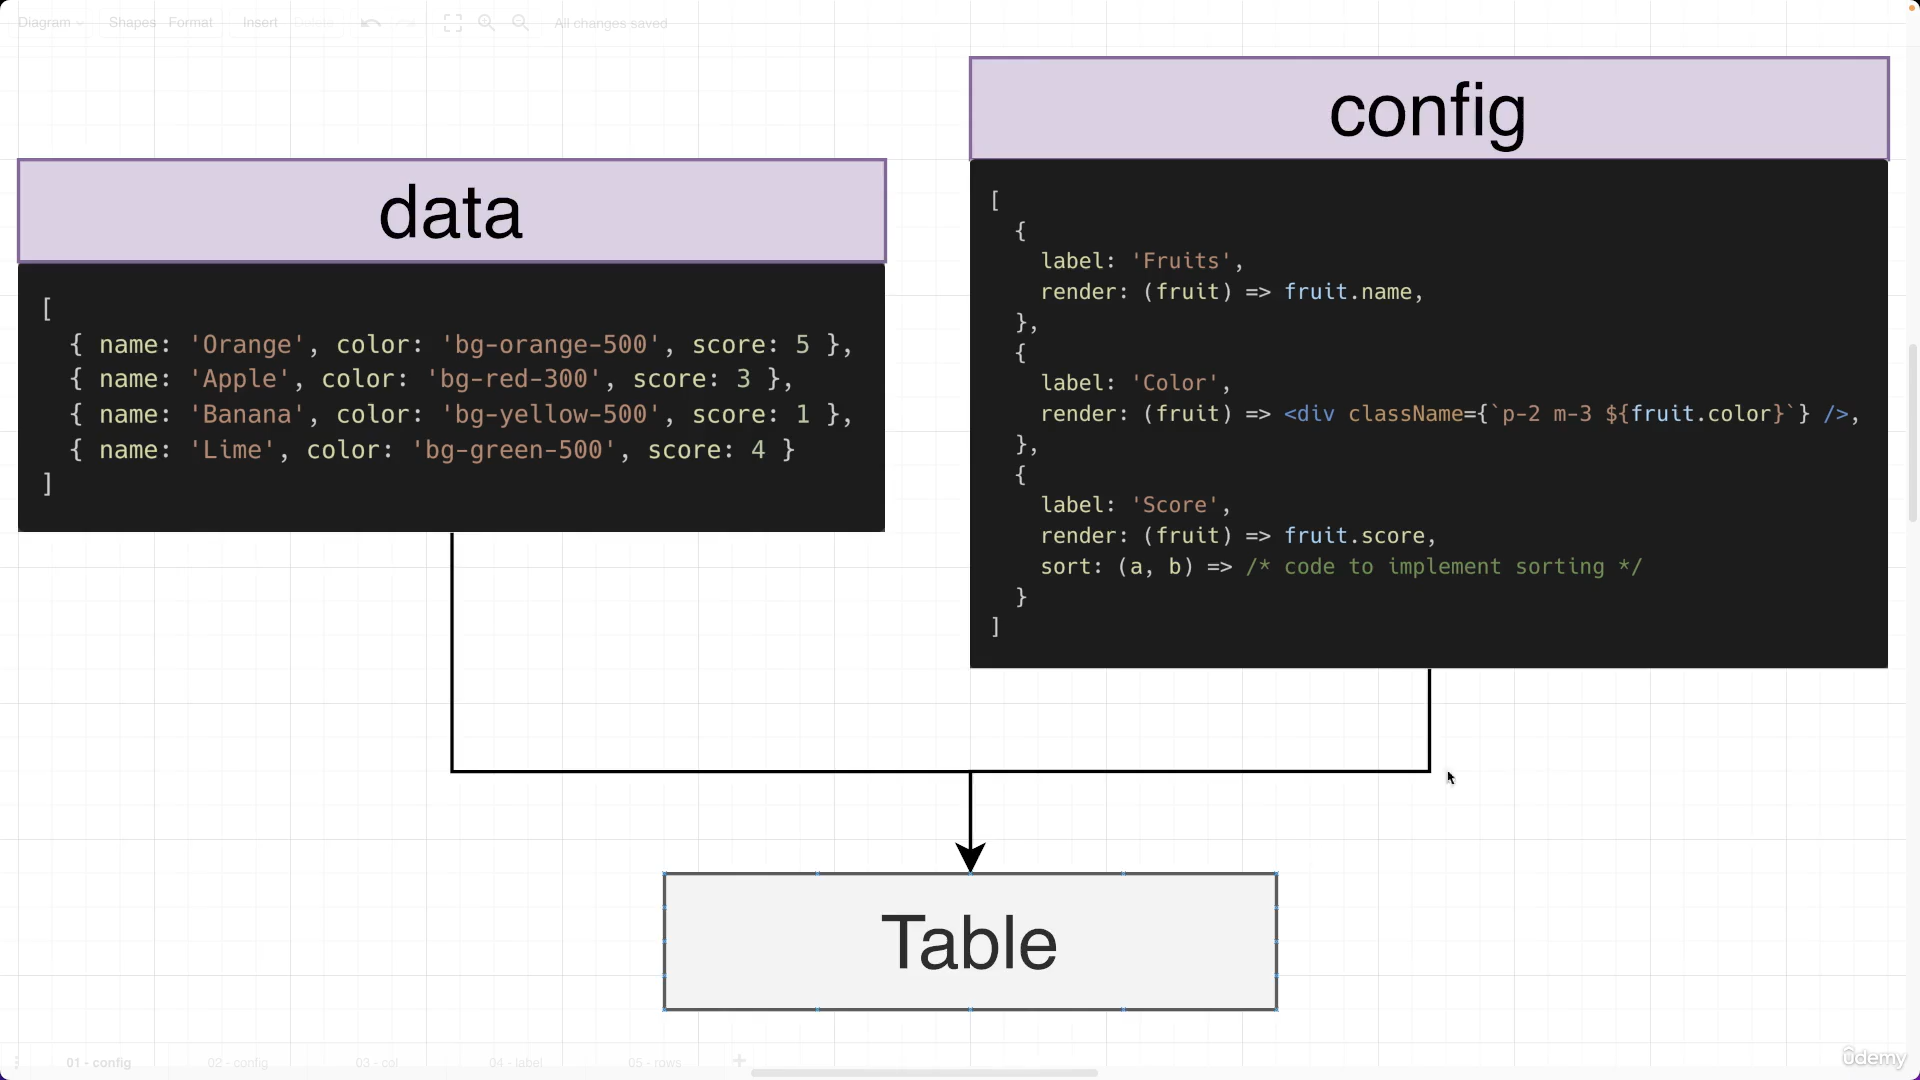 Diagram Shapes Format Insert Delete All changes saved
data
[
{ name: 'Orange', color: 'bg-orange-500', score: 5 },
{ name: 'Apple', color: 'bg-red-300', score: 3 },
{ name: 'Banana', color: 'bg-yellow-500', score: 1 },
{ name: 'Lime', color: 'bg-green-500', score: 4 }
]
config
[
{
label: 'Fruits',
render: (fruit) => fruit.name,
},
{
label: 'Color',
render: (fruit) => <div className={`p-2 m-3 ${fruit.color}`} />,
},
{
label: 'Score',
render: (fruit) => fruit.score,
sort: (a, b) => /* code to implement sorting */
}
]
Table
01 - config 02 - config 03 - col 04 - label 05 - rows
ûdemy